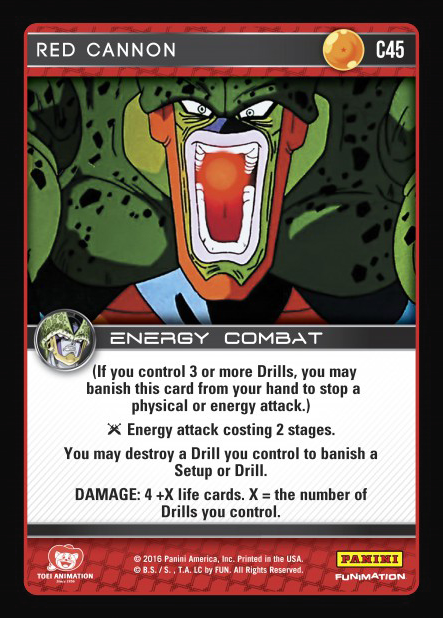 RED CANNON
C45
ENERGY COMBAT
(If you control 3 or more Drills, you may
banish this card from your hand to stop a
physical or energy attack.)
Energy attack costing 2 stages.
You may destroy a Drill you control to banish a
Setup or Drill.
DAMAGE: 4 +X life cards. X = the number of
Drills you control.
TOEI ANIMATION
© 2016 Panini America, Inc. Printed in the USA.
© B.S./ S. , T.A. LC by FUN. All Rights Reserved.
PANINI
FUNIMATION